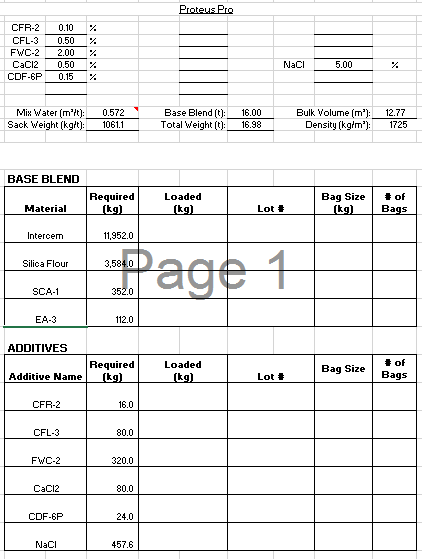 Proteus Pro
CFR-2 0.10 %
CFL-3 0.50 %
FWC-2 2.00 %
CaCl2 0.50 % NaCl 5.00 %
CDF-6P 0.15 %
Mix Water (m³/t): 0.572 Base Blend (t): 16.00 Bulk Volume (m³): 12.77
Sack Weight (kg/t): 1061.1 Total Weight (t): 16.98 Density (kg/m³): 1725
BASE BLEND
Material Required (kg) Loaded (kg) Lot # Bag Size (kg) # of Bags
Intercem 11,952.0
Silica Flour 3,584.0
Page 1
SCA-1 352.0
EA-3 112.0
ADDITIVES
Additive Name Required (kg) Loaded (kg) Lot # Bag Size # of Bags
CFR-2 16.0
CFL-3 80.0
FWC-2 320.0
CaCl2 80.0
CDF-6P 24.0
NaCl 457.6